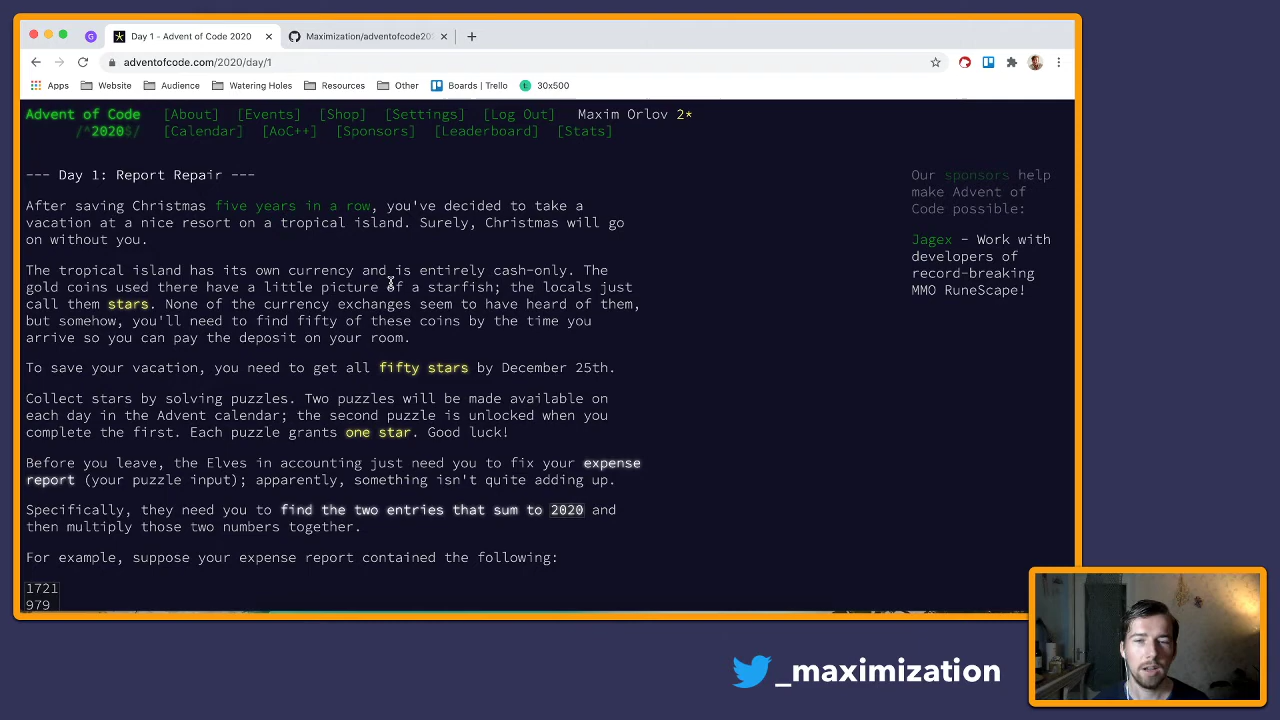 Day 1 - Advent of Code 2020
Maximization/adventofcode20
adventofcode.com/2020/day/1
Apps Website Audience Watering Holes Resources Other Boards | Trello 30x500
Advent of Code [About] [Events] [Shop] [Settings] [Log Out] Maxim Orlov 2*
/^2020$/ [Calendar] [AoC++] [Sponsors] [Leaderboard] [Stats]
--- Day 1: Report Repair ---
After saving Christmas five years in a row, you've decided to take a
vacation at a nice resort on a tropical island. Surely, Christmas will go
on without you.
The tropical island has its own currency and is entirely cash-only. The
gold coins used there have a little picture of a starfish; the locals just
call them stars. None of the currency exchanges seem to have heard of them,
but somehow, you'll need to find fifty of these coins by the time you
arrive so you can pay the deposit on your room.
To save your vacation, you need to get all fifty stars by December 25th.
Collect stars by solving puzzles. Two puzzles will be made available on
each day in the Advent calendar; the second puzzle is unlocked when you
complete the first. Each puzzle grants one star. Good luck!
Before you leave, the Elves in accounting just need you to fix your expense
report (your puzzle input); apparently, something isn't quite adding up.
Specifically, they need you to find the two entries that sum to 2020 and
then multiply those two numbers together.
For example, suppose your expense report contained the following:
1721
979
Our sponsors help
make Advent of
Code possible:
Jagex - Work with
developers of
record-breaking
MMO RuneScape!
_maximization